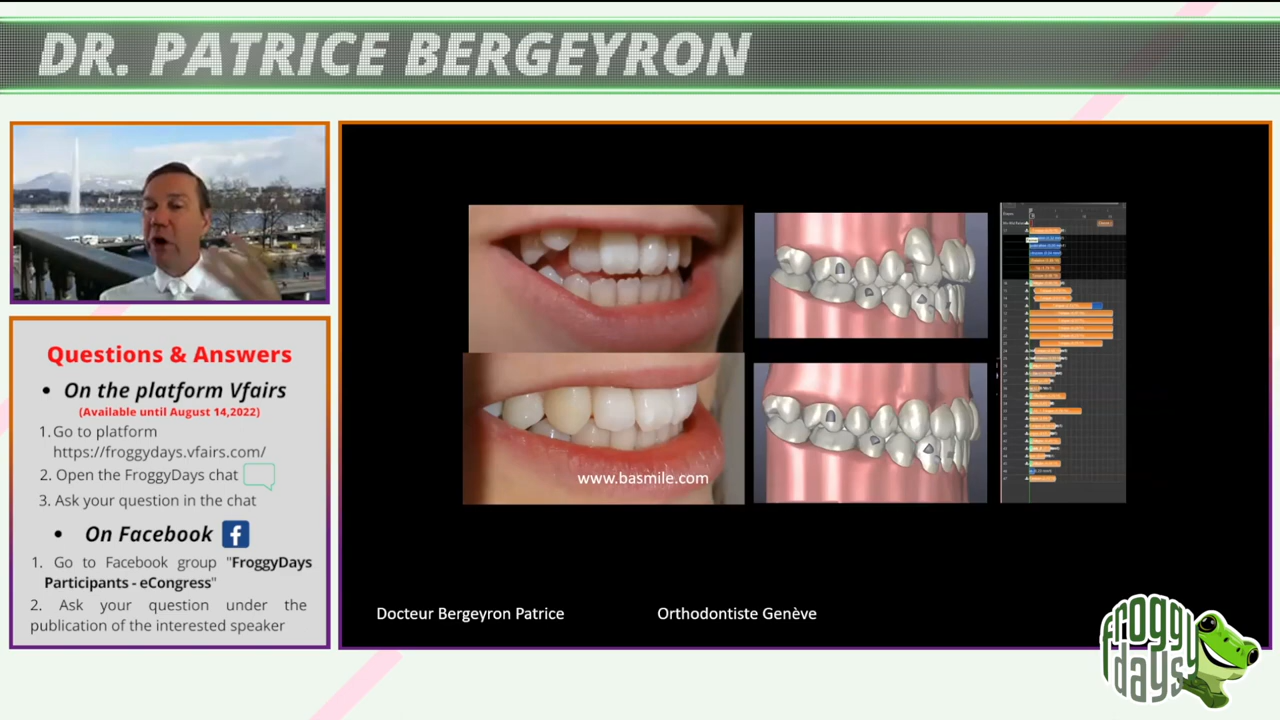 DR. PATRICE BERGEYRON
Questions & Answers
• On the platform Vfairs
(Available until August 14,2022)
1. Go to platform
https://froggydays.vfairs.com/
2. Open the FroggyDays chat
3. Ask your question in the chat
• On Facebook
1. Go to Facebook group "FroggyDays
Participants - eCongress"
2. Ask your question under the
publication of the interested speaker
www.basmile.com
Docteur Bergeyron Patrice
Orthodontiste Genève
froggy
days